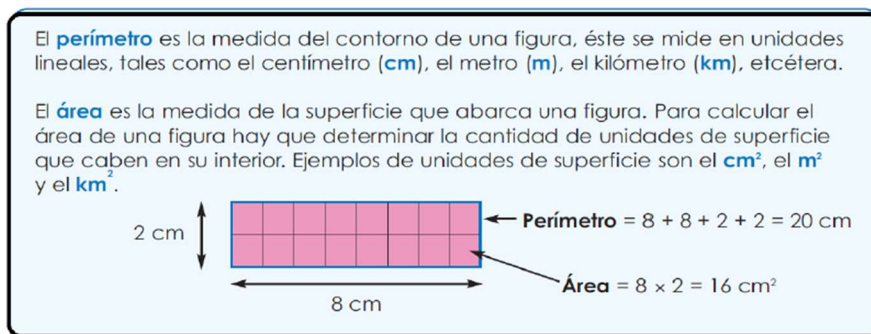 El perímetro es la medida del contorno de una figura, éste se mide en unidades
lineales, tales como el centímetro (cm), el metro (m), el kilómetro (km), etcétera.
El área es la medida de la superficie que abarca una figura. Para calcular el
área de una figura hay que determinar la cantidad de unidades de superficie
que caben en su interior. Ejemplos de unidades de superficie son el cm², el m²
y el km².
2 cm
Perímetro = 8 + 8 + 2 + 2 = 20 cm
Área = 8 × 2 = 16 cm²
8 cm